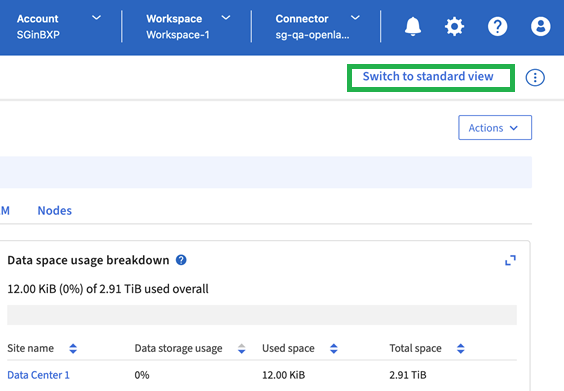 Account
SGinBXP
Workspace
Workspace-1
Connector
sg-qa-openla...
Switch to standard view
Actions
M
Nodes
Data space usage breakdown
12.00 KiB (0%) of 2.91 TiB used overall
Site name Data storage usage Used space Total space
Data Center 1 0% 12.00 KiB 2.91 TiB